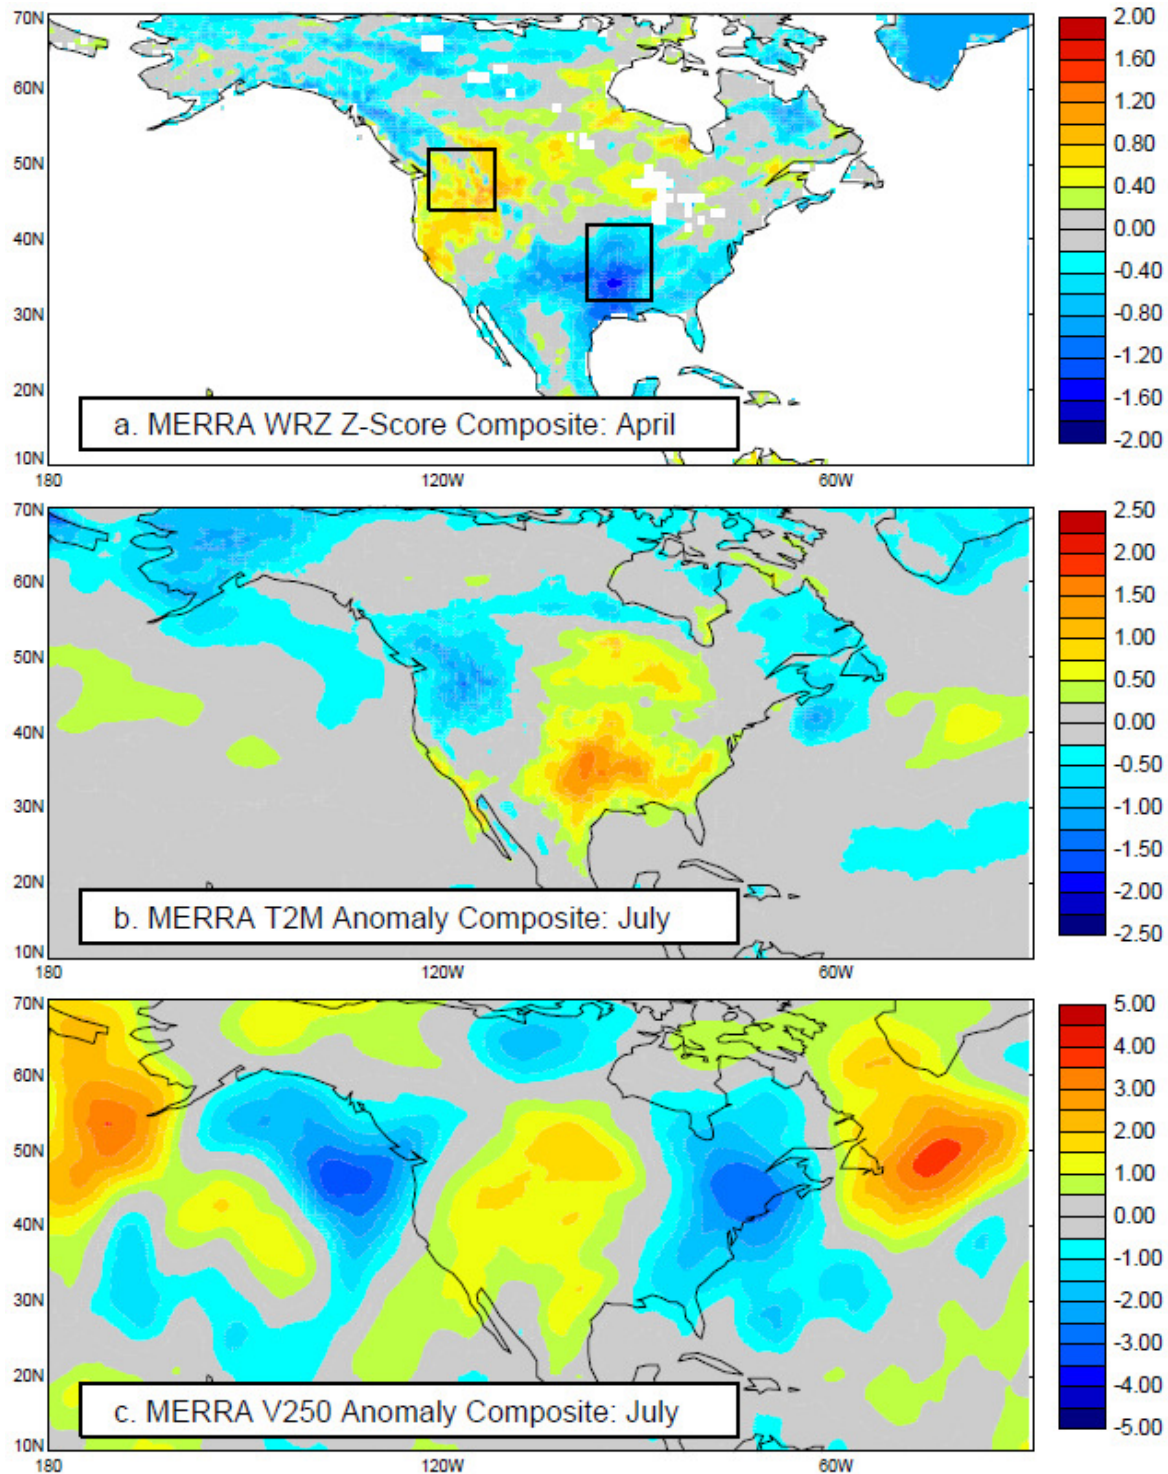 70N
60N
50N
40N
30N
20N
10N
180
120W
60W
a. MERRA WRZ Z-Score Composite: April
2.00
1.60
1.20
0.80
0.40
0.00
-0.40
-0.80
-1.20
-1.60
-2.00
70N
60N
50N
40N
30N
20N
10N
180
120W
60W
b. MERRA T2M Anomaly Composite: July
2.50
2.00
1.50
1.00
0.50
0.00
-0.50
-1.00
-1.50
-2.00
-2.50
70N
60N
50N
40N
30N
20N
10N
180
120W
60W
c. MERRA V250 Anomaly Composite: July
5.00
4.00
3.00
2.00
1.00
0.00
-1.00
-2.00
-3.00
-4.00
-5.00